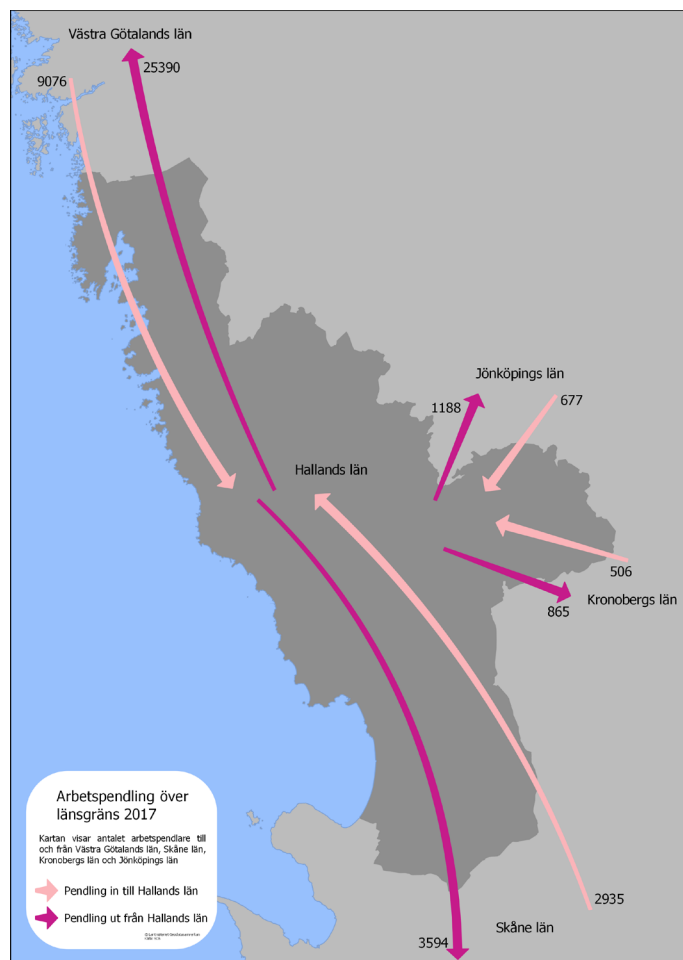 Västra Götalands län
25390
9076
Jönköpings län
1188
677
Hallands län
506
Kronobergs län
865
Arbetspendling över
länsgräns 2017
Kartan visar antalet arbetspendlare till
och från Västra Götalands län, Skåne län,
Kronobergs län och Jönköpings län
Pendling in till Hallands län
Pendling ut från Hallands län
2935
Skåne län
3594